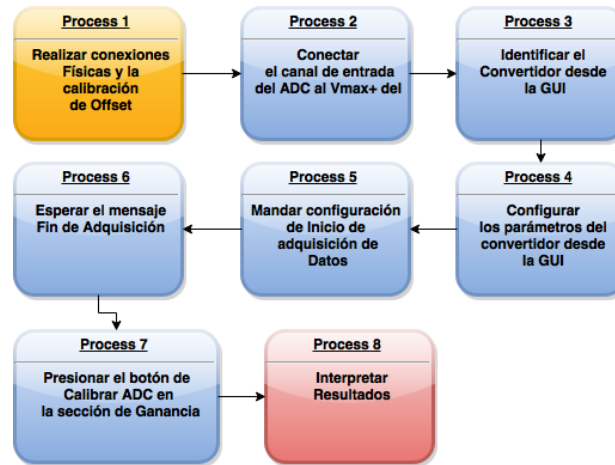 Process 1
Realizar conexiones
Físicas y la
calibración
de Offset
Process 2
Conectar
el canal de entrada
del ADC al Vmax+ del
Process 3
Identificar el
Convertidor desde
la GUI
Process 4
Configurar
los parámetros del
convertidor desde
la GUI
Process 5
Mandar configuración
de Inicio de
adquisición de
Datos
Process 6
Esperar el mensaje
Fin de Adquisición
Process 7
Presionar el botón de
Calibrar ADC en
la sección de Ganancia
Process 8
Interpretar
Resultados